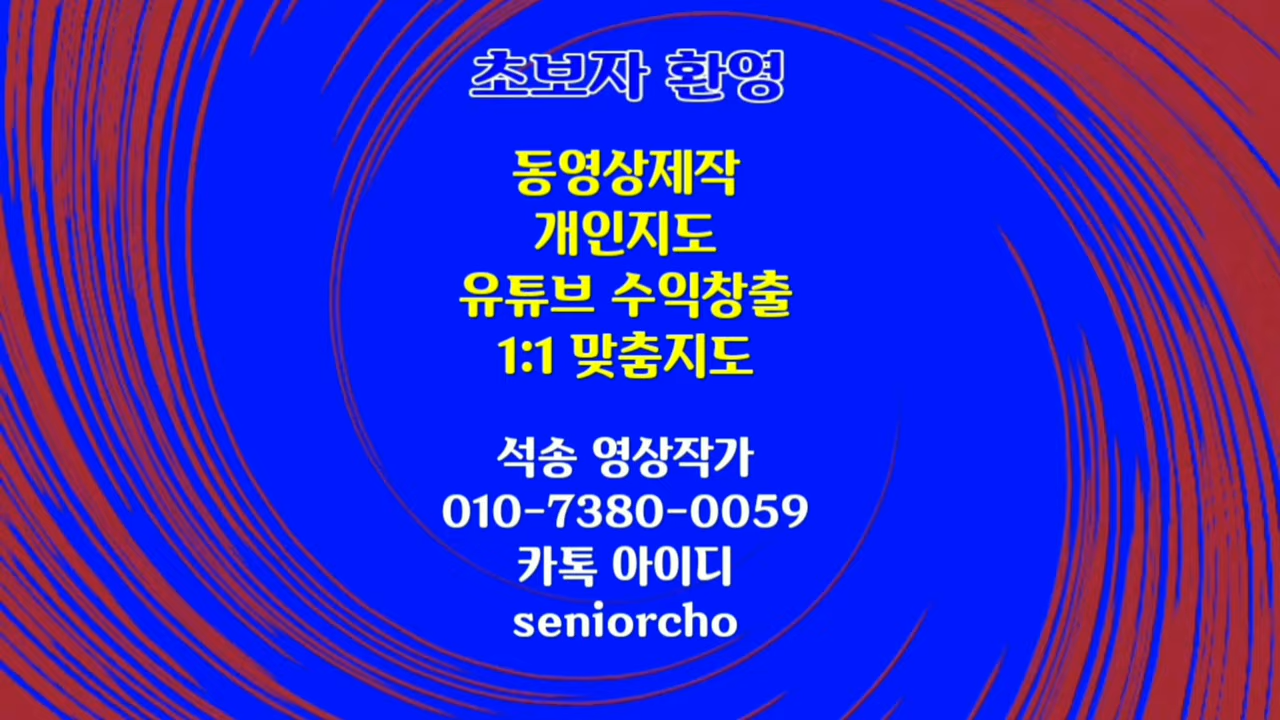 초보자 환영
동영상제작
개인지도
유튜브 수익창출
1:1 맞춤지도
석송 영상작가
010-7380-0059
카톡 아이디
seniorcho